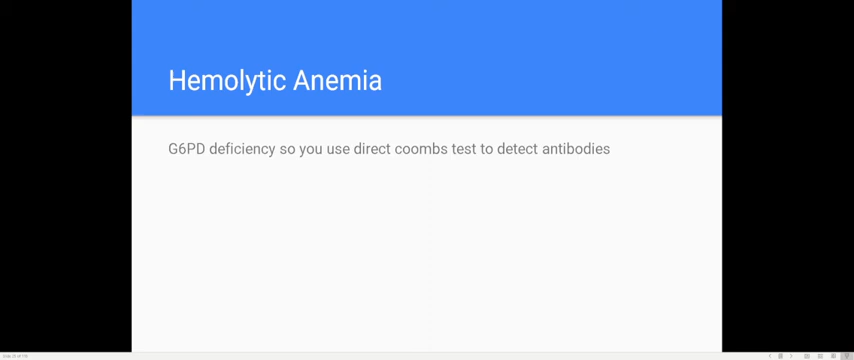 Hemolytic Anemia
G6PD deficiency so you use direct coombs test to detect antibodies